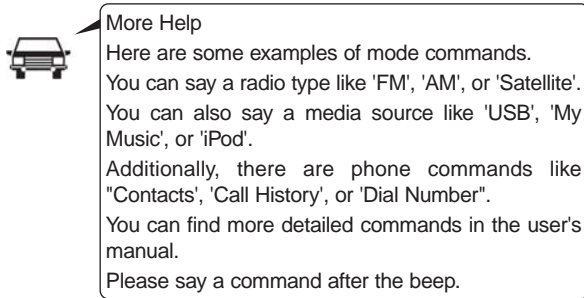 More Help
Here are some examples of mode commands.
You can say a radio type like 'FM', 'AM', or 'Satellite'.
You can also say a media source like 'USB', 'My
Music', or 'iPod'.
Additionally, there are phone commands like
"Contacts', 'Call History', or 'Dial Number".
You can find more detailed commands in the user's
manual.
Please say a command after the beep.